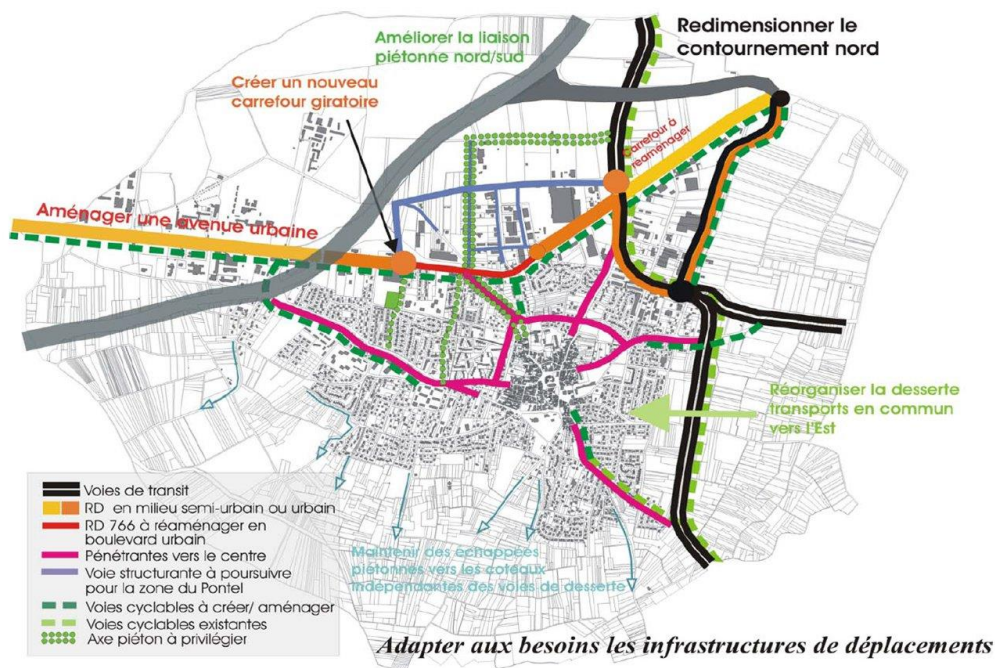 Améliorer la liaison
piétonne nord/sud
Redimensionner le
contournement nord
Créer un nouveau
carrefour giratoire
Carrefour à
réaménager
Aménager une avenue urbaine
Réorganiser la desserte
transports en commun
vers l'Est
Voies de transit
RD en milieu semi-urbain ou urbain
RD 766 à réaménager en
boulevard urbain
Pénétrantes vers le centre
Voie structurante à poursuivre
pour la zone du Pontel
Voies cyclables à créer/ aménager
Voies cyclables existantes
Axe piéton à privilégier
Maintenir des échappées
piétonnes vers les coteaux
indépendantes des voies de desserte
Adapter aux besoins les infrastructures de déplacements